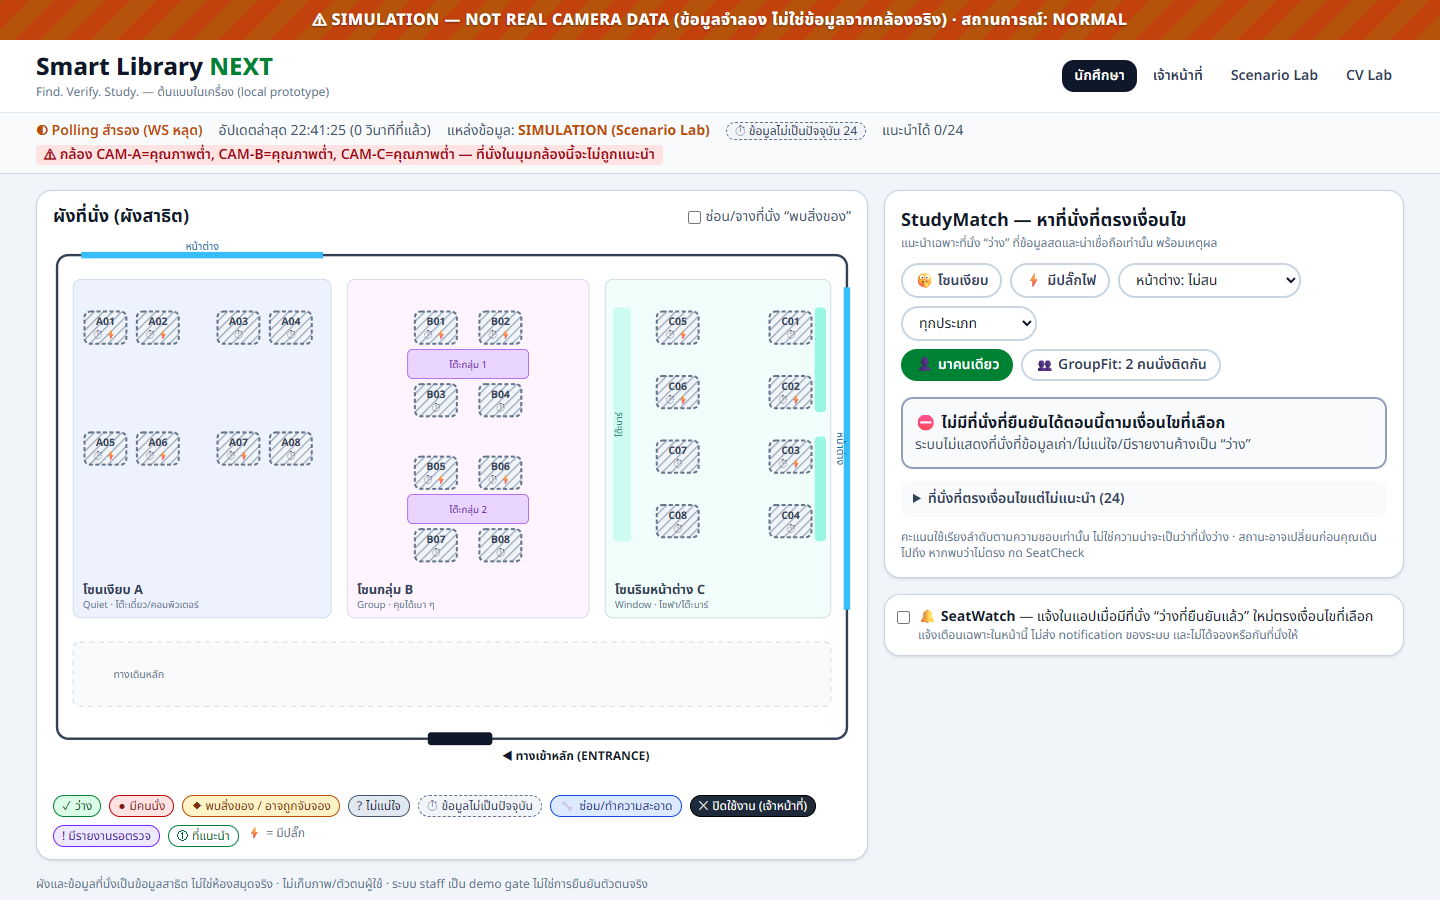 ⚠ SIMULATION — NOT REAL CAMERA DATA (ข้อมูลจำลอง ไม่ใช่ข้อมูลจากกล้องจริง) · สถานการณ์: NORMAL
Smart Library NEXT
Find. Verify. Study. — ต้นแบบในเครื่อง (local prototype)
นักศึกษา เจ้าหน้าที่ Scenario Lab CV Lab
◐ Polling สำรอง (WS หลุด) อัปเดตล่าสุด 22:41:25 (0 วินาทีที่แล้ว) แหล่งข้อมูล: SIMULATION (Scenario Lab) ⏱ ข้อมูลไม่เป็นปัจจุบัน 24 แนะนำได้ 0/24
⚠ กล้อง CAM-A=คุณภาพต่ำ, CAM-B=คุณภาพต่ำ, CAM-C=คุณภาพต่ำ — ที่นั่งในมุมกล้องนี้จะไม่ถูกแนะนำ
ผังที่นั่ง (ผังสาธิต)
ซ่อน/จางที่นั่ง “พบสิ่งของ”
หน้าต่าง
A01 A02 A03 A04
A05 A06 A07 A08
โซนเงียบ A
Quiet · โต๊ะเดี่ยว/คอมพิวเตอร์
B01 B02
โต๊ะกลุ่ม 1
B03 B04
B05 B06
โต๊ะกลุ่ม 2
B07 B08
โซนกลุ่ม B
Group · คุยได้เบา ๆ
โต๊ะบาร์
C05 C01
C06 C02
C07 C03
C08 C04
หน้าต่าง
โซนริมหน้าต่าง C
Window · โซฟา/โต๊ะบาร์
ทางเดินหลัก
◀ ทางเข้าหลัก (ENTRANCE)
✓ ว่าง ● มีคนนั่ง ◆ พบสิ่งของ / อาจถูกจับจอง ? ไม่แน่ใจ ⏱ ข้อมูลไม่เป็นปัจจุบัน 🔧 ซ่อม/ทำความสะอาด ✕ ปิดใช้งาน (เจ้าหน้าที่)
! มีรายงานรอตรวจ ① ที่แนะนำ ⚡ = มีปลั๊ก
StudyMatch — หาที่นั่งที่ตรงเงื่อนไข
แนะนำเฉพาะที่นั่ง “ว่าง” ที่ข้อมูลสดและน่าเชื่อถือเท่านั้น พร้อมเหตุผล
🤫 โซนเงียบ ⚡ มีปลั๊กไฟ หน้าต่าง: ไม่สน
ทุกประเภท
👤 มาคนเดียว 👥 GroupFit: 2 คนนั่งติดกัน
⛔ ไม่มีที่นั่งที่ยืนยันได้ตอนนี้ตามเงื่อนไขที่เลือก
ระบบไม่แสดงที่นั่งที่ข้อมูลเก่า/ไม่แน่ใจ/มีรายงานค้างเป็น “ว่าง”
▶ ที่นั่งที่ตรงเงื่อนไขแต่ไม่แนะนำ (24)
คะแนนใช้เรียงลำดับตามความชอบเท่านั้น ไม่ใช่ความน่าจะเป็นว่าที่นั่งว่าง · สถานะอาจเปลี่ยนก่อนคุณเดิน
ไปถึง หากพบว่าไม่ตรง กด SeatCheck
🔔 SeatWatch — แจ้งในแอปเมื่อมีที่นั่ง “ว่างที่ยืนยันแล้ว” ใหม่ตรงเงื่อนไขที่เลือก
แจ้งเตือนเฉพาะในหน้านี้ ไม่ส่ง notification ของระบบ และไม่ได้จองหรือกันที่นั่งให้
ผังและข้อมูลที่นั่งเป็นข้อมูลสาธิต ไม่ใช่ห้องสมุดจริง · ไม่เก็บภาพ/ตัวตนผู้ใช้ · ระบบ staff เป็น demo gate ไม่ใช่การยืนยันตัวตนจริง